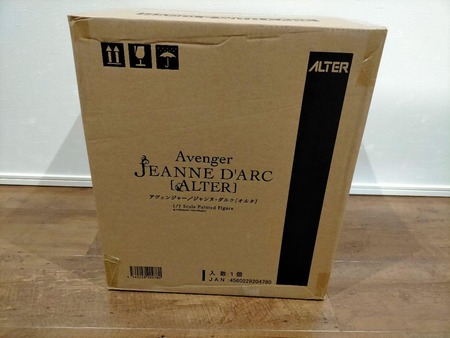 ALTER
Avenger
JEANNE D'ARC
[ALTER]
アヴェンジャー／ジャンヌ・ダルク〔オルタ〕
1/7 Scale Painted Figure
入数:1個
JAN:4560228204780